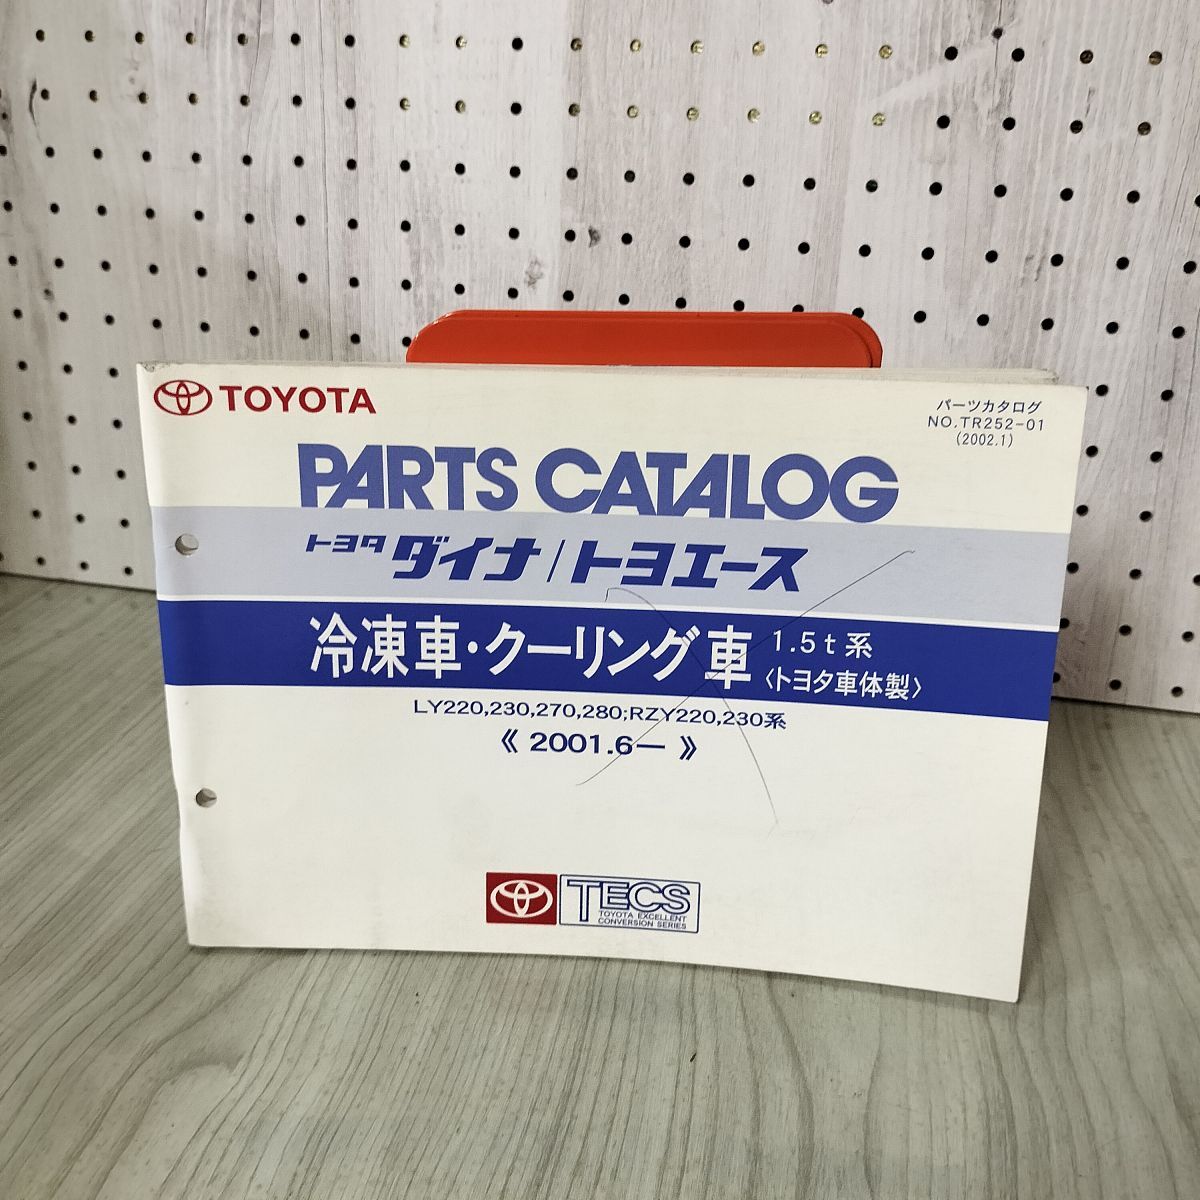 TOYOTA
パーツカタログ
NO.TR252-01
(2002.1)
PARTS CATALOG
トヨタ ダイナ/トヨエース
冷凍車・クーリング車 1.5t系
〈トヨタ車体製〉
LY220,230,270,280;RZY220,230系
《 2001.6— 》
TECS
TOYOTA EXCELLENT
CONVERSION SERIES